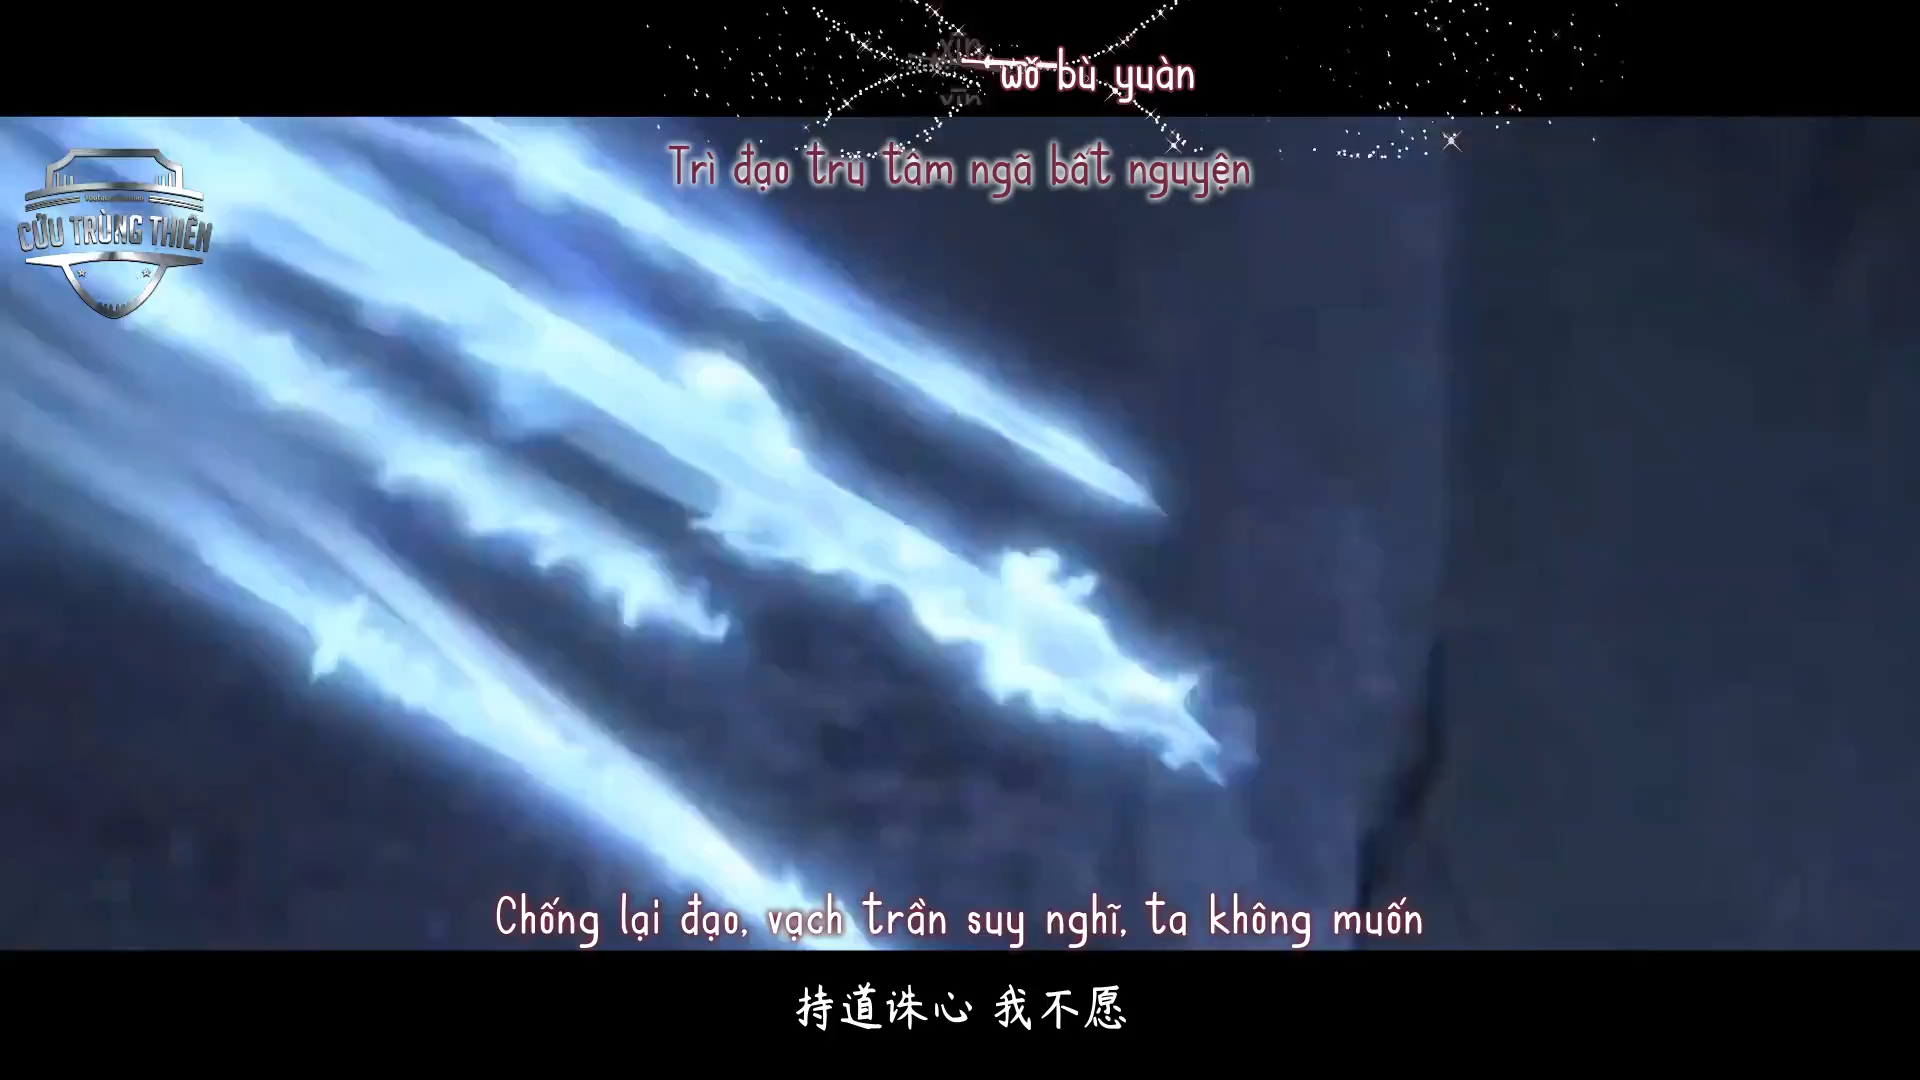 xīn wǒ bù yuàn
Trì đạo tru tâm ngã bất nguyện
CỬU TRÙNG THIÊN
Chống lại đạo, vạch trần suy nghĩ, ta không muốn
持道诛心 我不愿